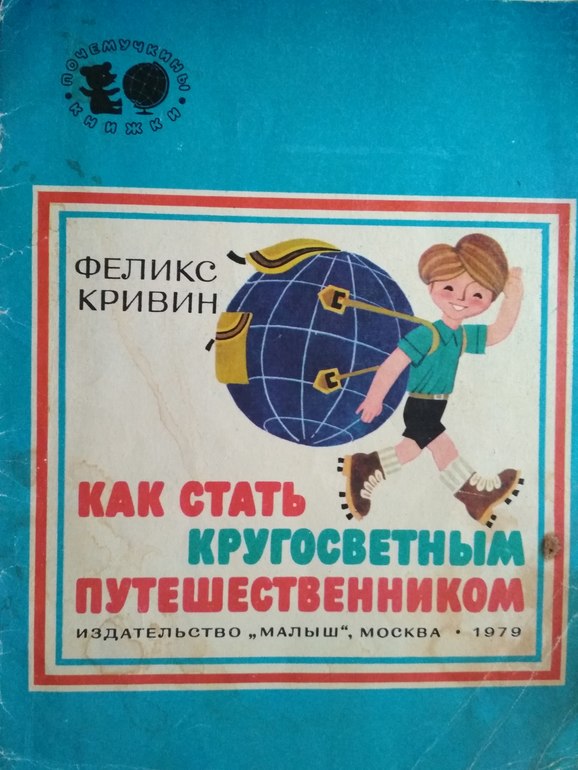 ПОЧЕМУЧКИНЫ
КНИЖКИ
ФЕЛИКС
КРИВИН
КАК СТАТЬ
КРУГОСВЕТНЫМ
ПУТЕШЕСТВЕННИКОМ
ИЗДАТЕЛЬСТВО „МАЛЫШ“, МОСКВА • 1979